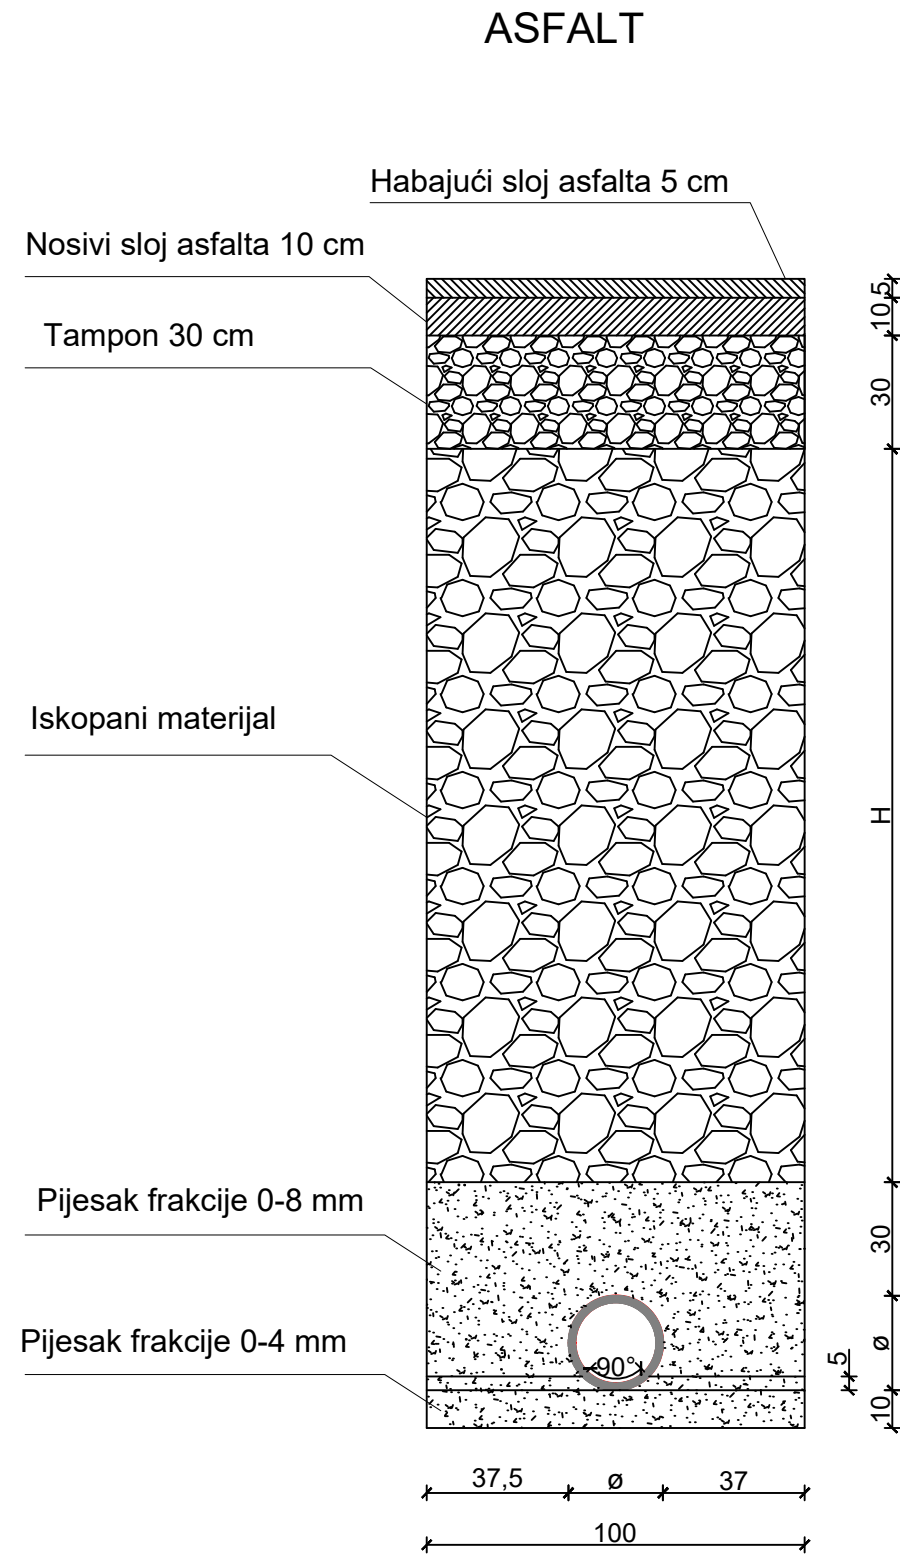 ASFALT
Habajući sloj asfalta 5 cm
Nosivi sloj asfalta 10 cm
Tampon 30 cm
Iskopani materijal
Pijesak frakcije 0-8 mm
Pijesak frakcije 0-4 mm
90°
5
10
30
H
30
ø
5
10
37,5
ø
37
100